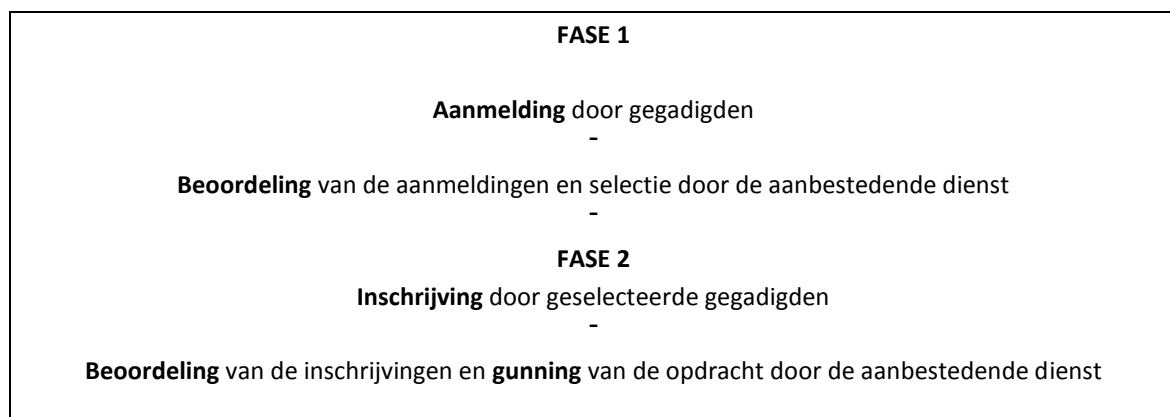 FASE 1
Aanmelding door gegadigden
-
Beoordeling van de aanmeldingen en selectie door de aanbestedende dienst
-
FASE 2
Inschrijving door geselecteerde gegadigden
-
Beoordeling van de inschrijvingen en gunning van de opdracht door de aanbestedende dienst